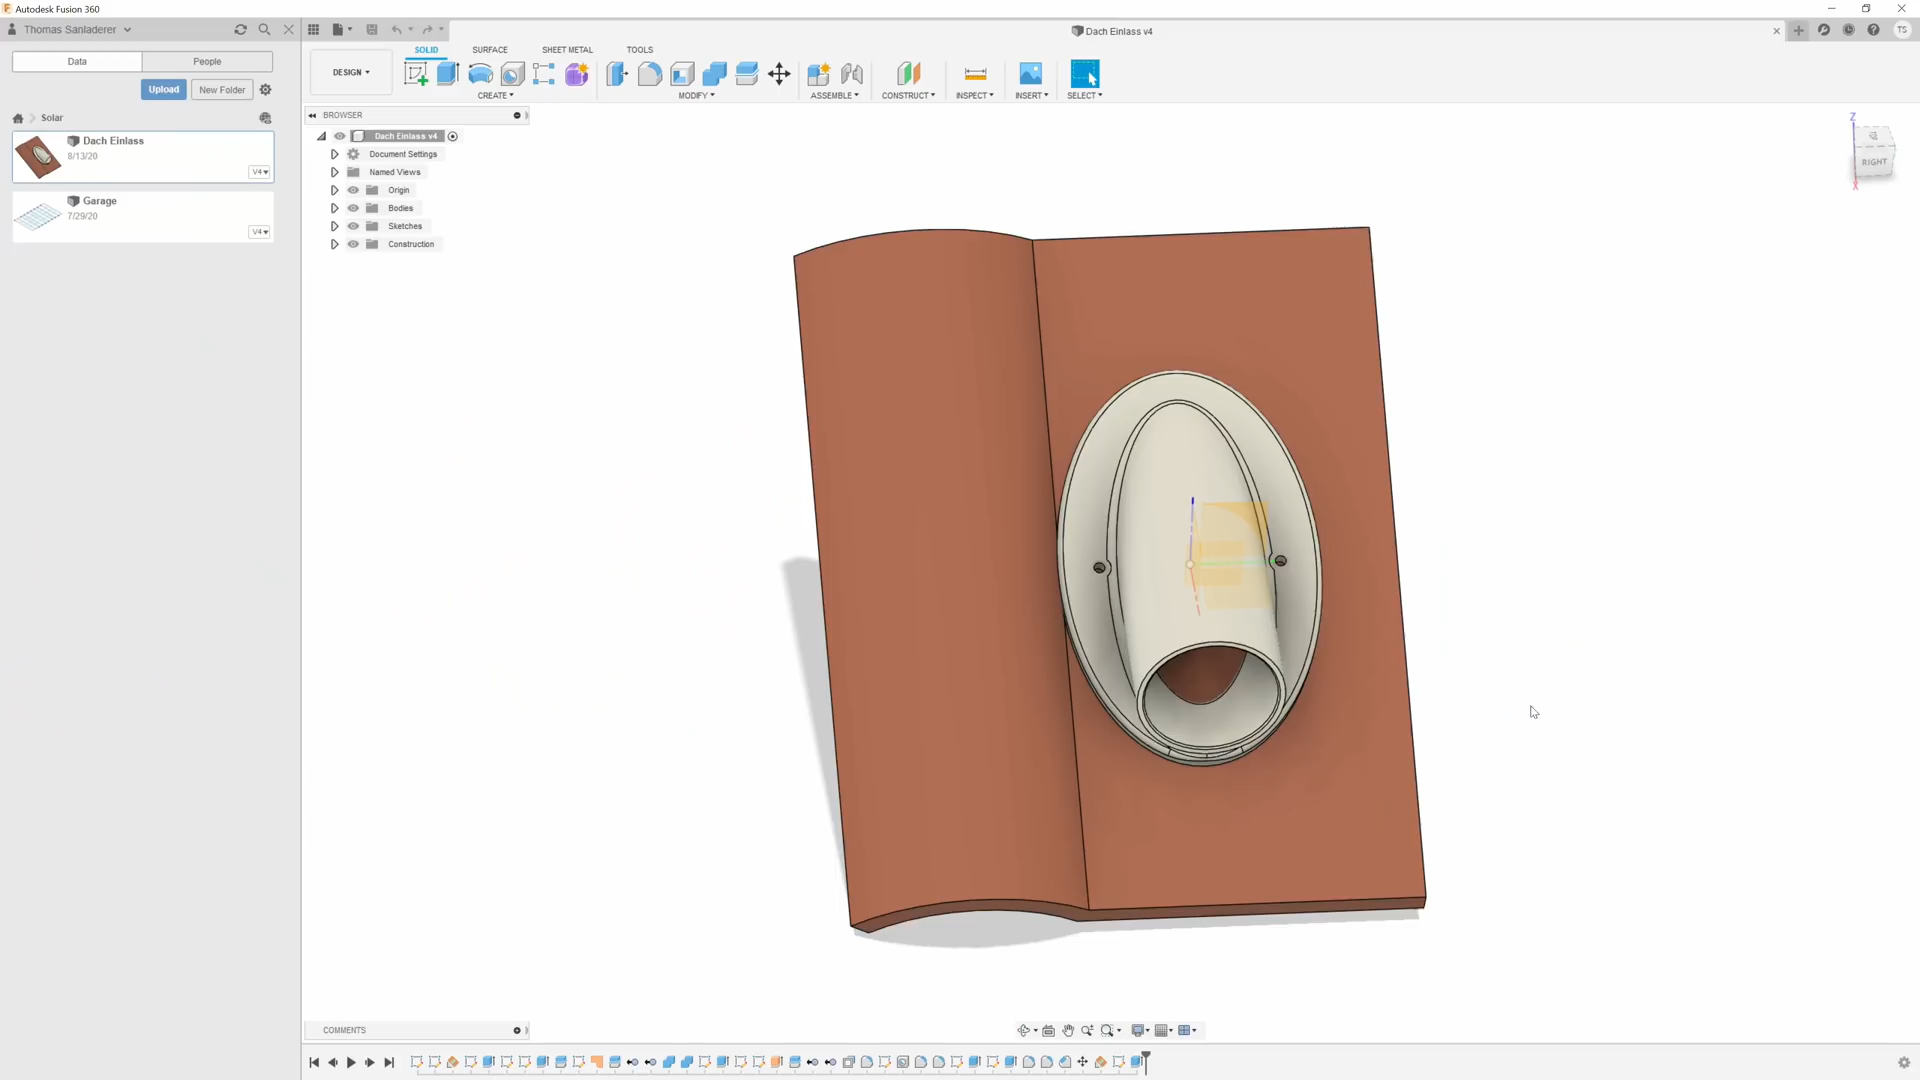 Autodesk Fusion 360
Thomas Sanladerer
Dach Einlass v4
TS
Data
People
SOLID
SURFACE
SHEET METAL
TOOLS
DESIGN
Upload
New Folder
CREATE
MODIFY
ASSEMBLE
CONSTRUCT
INSPECT
INSERT
SELECT
Solar
BROWSER
Dach Einlass
8/13/20
V4
Garage
7/29/20
V4
Dach Einlass v4
Document Settings
Named Views
Origin
Bodies
Sketches
Construction
Z
RIGHT
X
COMMENTS